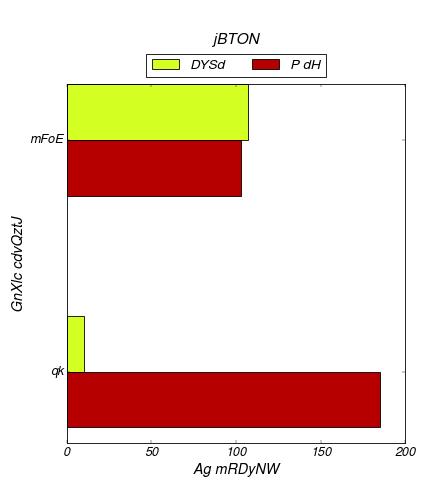 jBTON
DYSd P dH
mFoE
GnXlc cdvQztJ
qk
0 50 100 150 200
Ag mRDyNW